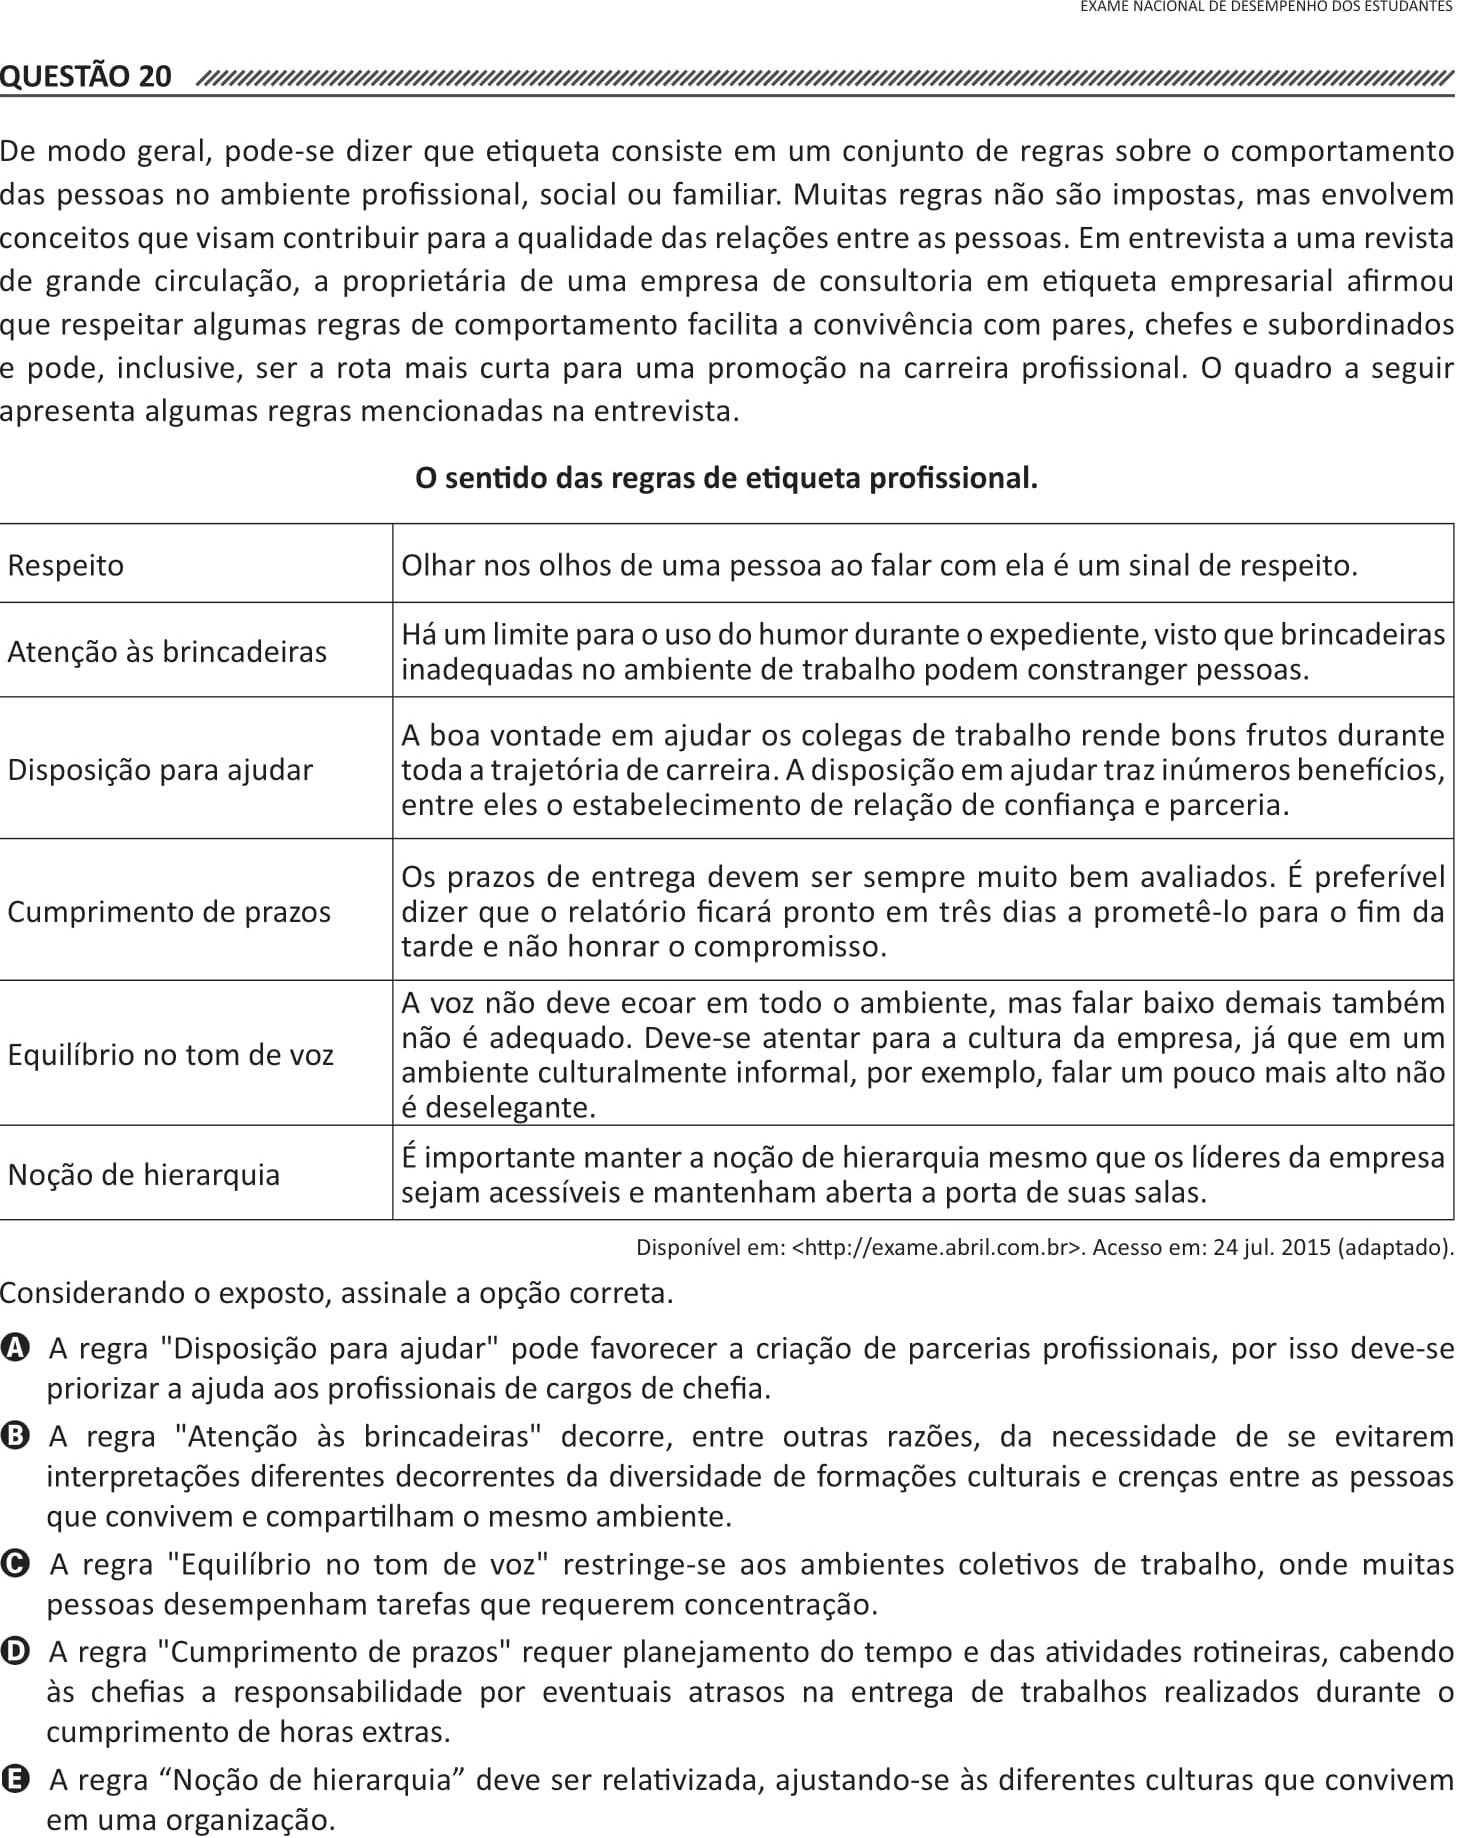 EXAME NACIONAL DE DESEMPENHO DOS ESTUDANTES
QUESTÃO 20
De modo geral, pode-se dizer que etiqueta consiste em um conjunto de regras sobre o comportamento
das pessoas no ambiente profissional, social ou familiar. Muitas regras não são impostas, mas envolvem
conceitos que visam contribuir para a qualidade das relações entre as pessoas. Em entrevista a uma revista
de grande circulação, a proprietária de uma empresa de consultoria em etiqueta empresarial afirmou
que respeitar algumas regras de comportamento facilita a convivência com pares, chefes e subordinados
e pode, inclusive, ser a rota mais curta para uma promoção na carreira profissional. O quadro a seguir
apresenta algumas regras mencionadas na entrevista.
O sentido das regras de etiqueta profissional.
Respeito
Olhar nos olhos de uma pessoa ao falar com ela é um sinal de respeito.
Atenção às brincadeiras
Há um limite para o uso do humor durante o expediente, visto que brincadeiras
inadequadas no ambiente de trabalho podem constranger pessoas.
Disposição para ajudar
A boa vontade em ajudar os colegas de trabalho rende bons frutos durante
toda a trajetória de carreira. A disposição em ajudar traz inúmeros benefícios,
entre eles o estabelecimento de relação de confiança e parceria.
Cumprimento de prazos
Os prazos de entrega devem ser sempre muito bem avaliados. É preferível
dizer que o relatório ficará pronto em três dias a prometê-lo para o fim da
tarde e não honrar o compromisso.
Equilíbrio no tom de voz
A voz não deve ecoar em todo o ambiente, mas falar baixo demais também
não é adequado. Deve-se atentar para a cultura da empresa, já que em um
ambiente culturalmente informal, por exemplo, falar um pouco mais alto não
é deselegante.
Noção de hierarquia
É importante manter a noção de hierarquia mesmo que os líderes da empresa
sejam acessíveis e mantenham aberta a porta de suas salas.
Disponível em: <http://exame.abril.com.br>. Acesso em: 24 jul. 2015 (adaptado).
Considerando o exposto, assinale a opção correta.
A A regra "Disposição para ajudar" pode favorecer a criação de parcerias profissionais, por isso deve-se
priorizar a ajuda aos profissionais de cargos de chefia.
B A regra "Atenção às brincadeiras" decorre, entre outras razões, da necessidade de se evitarem
interpretações diferentes decorrentes da diversidade de formações culturais e crenças entre as pessoas
que convivem e compartilham o mesmo ambiente.
C A regra "Equilíbrio no tom de voz" restringe-se aos ambientes coletivos de trabalho, onde muitas
pessoas desempenham tarefas que requerem concentração.
D A regra "Cumprimento de prazos" requer planejamento do tempo e das atividades rotineiras, cabendo
às chefias a responsabilidade por eventuais atrasos na entrega de trabalhos realizados durante o
cumprimento de horas extras.
E A regra “Noção de hierarquia” deve ser relativizada, ajustando-se às diferentes culturas que convivem
em uma organização.